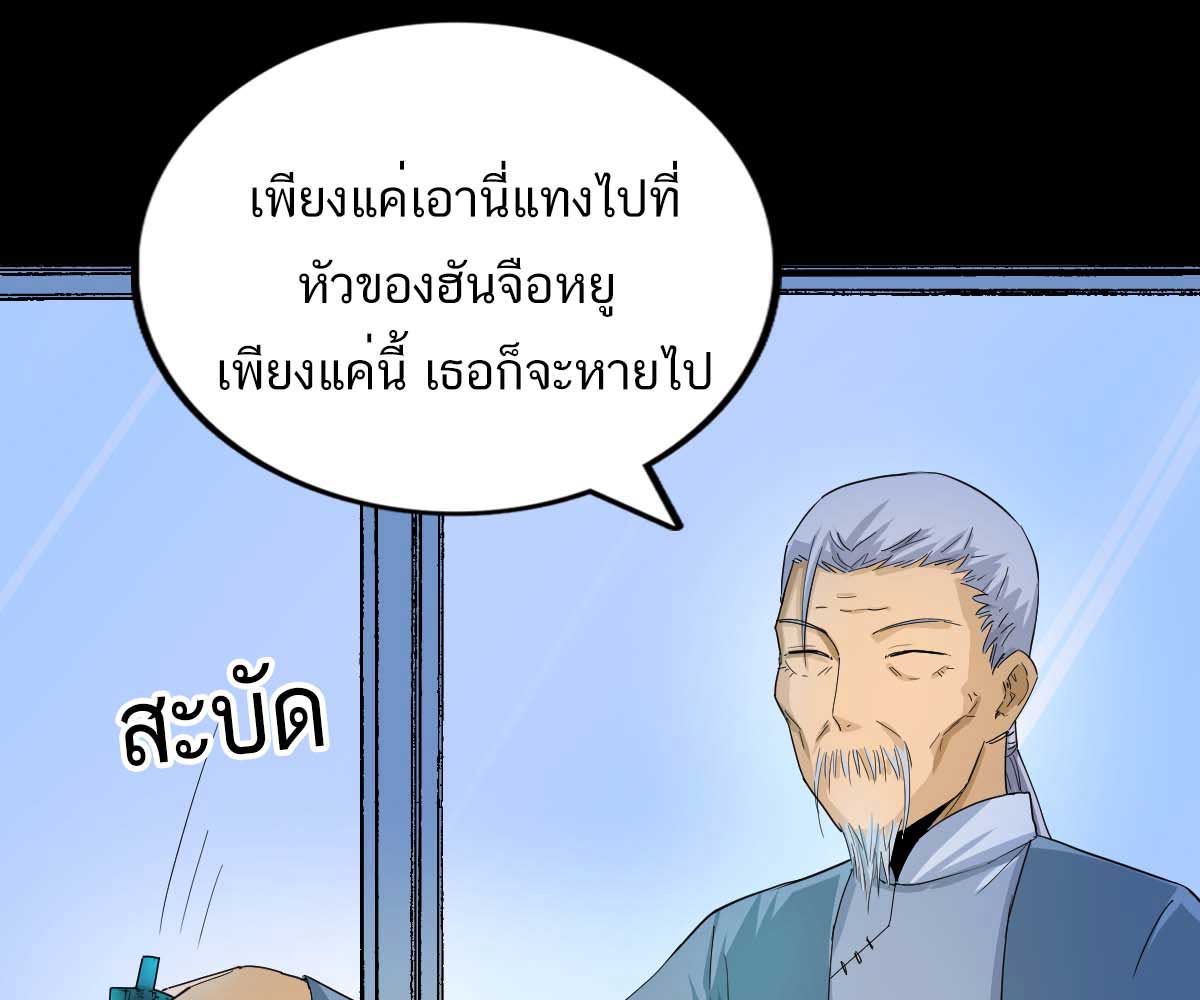 เพียงแค่เอานี่แทงไปที่
หัวของฮันจือหยู
เพียงแค่นี้ เธอก็จะหายไป
สะบัด